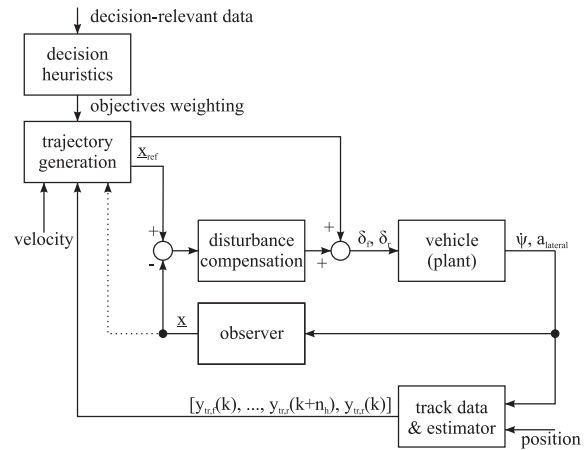 decision-relevant data
decision
heuristics
objectives weighting
trajectory
generation
x_ref
velocity
+
-
disturbance
compensation
+
+
δ_f, δ_r
vehicle
(plant)
ψ̇, a_lateral
x
observer
[y_tr,f(k), ..., y_tr,r(k+n_h), y_tr,r(k)]
track data
& estimator
position